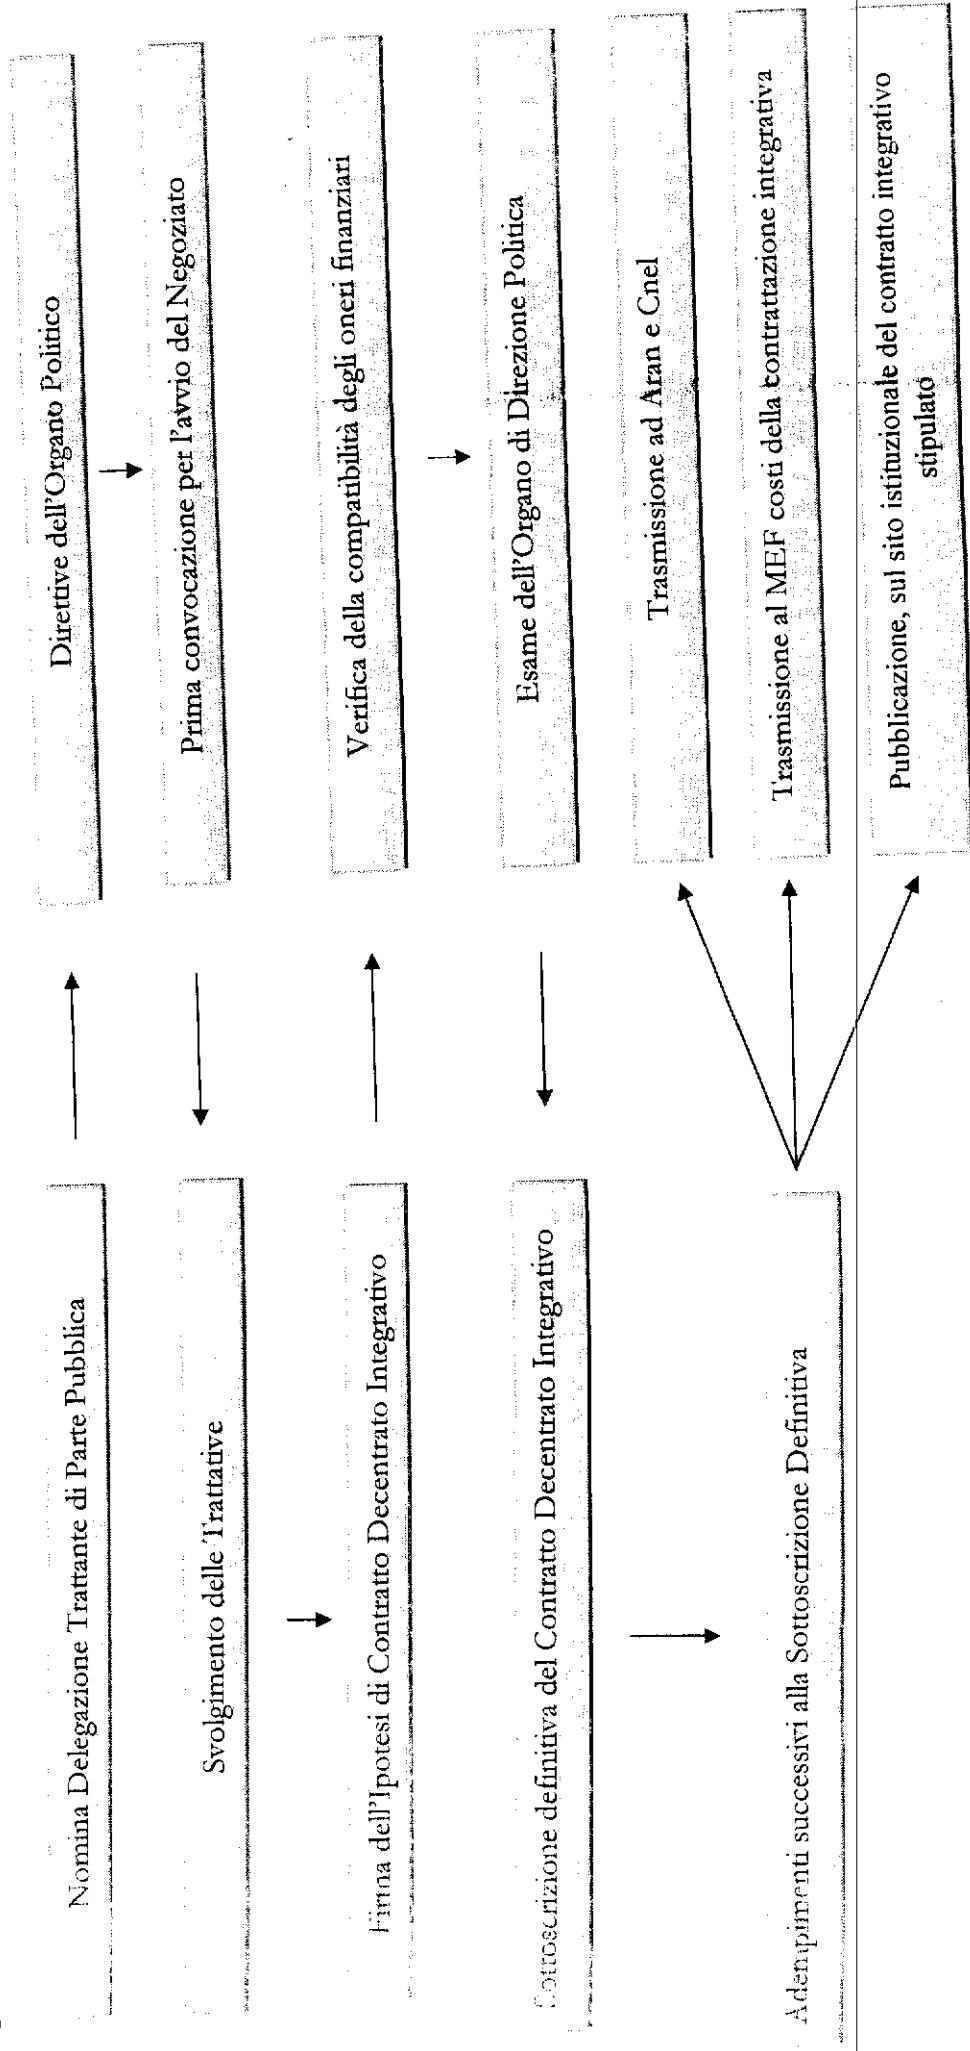 Nomina Delegazione Trattante di Parte Pubblica
Direttive dell'Organo Politico
Prima convocazione per l'avvio del Negoziato
Svolgimento delle Trattative
Firma dell'Ipotesi di Contratto Decentrato Integrativo
Verifica della compatibilità degli oneri finanziari
Esame dell'Organo di Direzione Politica
Sottoscrizione definitiva del Contratto Decentrato Integrativo
Adempimenti successivi alla Sottoscrizione Definitiva
Trasmissione ad Aran e Cnel
Trasmissione al MEF costi della contrattazione integrativa
Pubblicazione, sul sito istituzionale del contratto integrativo
stipulato